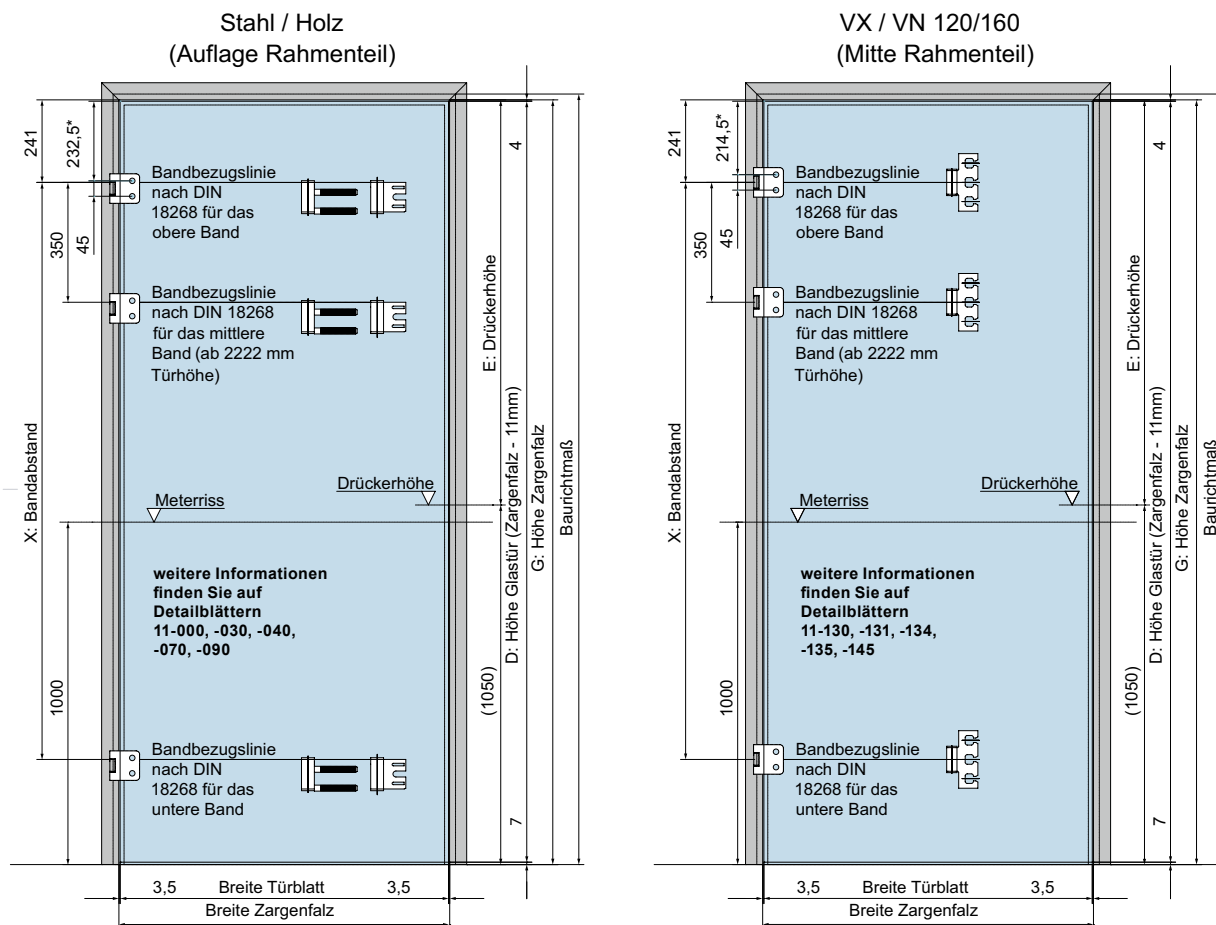 Stahl / Holz
(Auflage Rahmenteil)
241
232,5*
4
Bandbezugslinie
nach DIN
18268 für das
obere Band
350
45
E: Drückerhöhe
Bandbezugslinie
nach DIN 18268
für das mittlere
Band (ab 2222 mm
Türhöhe)
X: Bandabstand
D: Höhe Glastür (Zargenfalz - 11mm)
G: Höhe Zargenfalz
Baurichtmaß
Drückerhöhe
Meterriss
weitere Informationen
finden Sie auf
Detailblättern
11-000, -030, -040,
-070, -090
1000
(1050)
Bandbezugslinie
nach DIN
18268 für das
untere Band
7
3,5 Breite Türblatt 3,5
Breite Zargenfalz
VX / VN 120/160
(Mitte Rahmenteil)
241
214,5*
4
Bandbezugslinie
nach DIN
18268 für das
obere Band
350
45
E: Drückerhöhe
Bandbezugslinie
nach DIN 18268
für das mittlere
Band (ab 2222 mm
Türhöhe)
X: Bandabstand
D: Höhe Glastür (Zargenfalz - 11mm)
G: Höhe Zargenfalz
Baurichtmaß
Drückerhöhe
Meterriss
weitere Informationen
finden Sie auf
Detailblättern
11-130, -131, -134,
-135, -145
1000
(1050)
Bandbezugslinie
nach DIN
18268 für das
untere Band
7
3,5 Breite Türblatt 3,5
Breite Zargenfalz